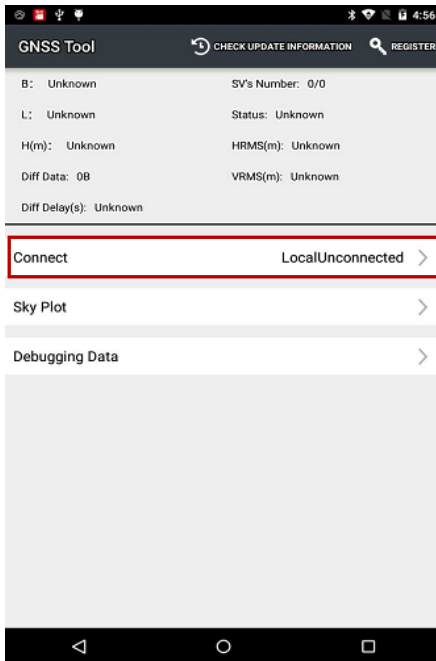 4:56
GNSS Tool CHECK UPDATE INFORMATION REGISTER
B: Unknown SV's Number: 0/0
L: Unknown Status: Unknown
H(m): Unknown HRMS(m): Unknown
Diff Data: 0B VRMS(m): Unknown
Diff Delay(s): Unknown
Connect LocalUnconnected
Sky Plot
Debugging Data